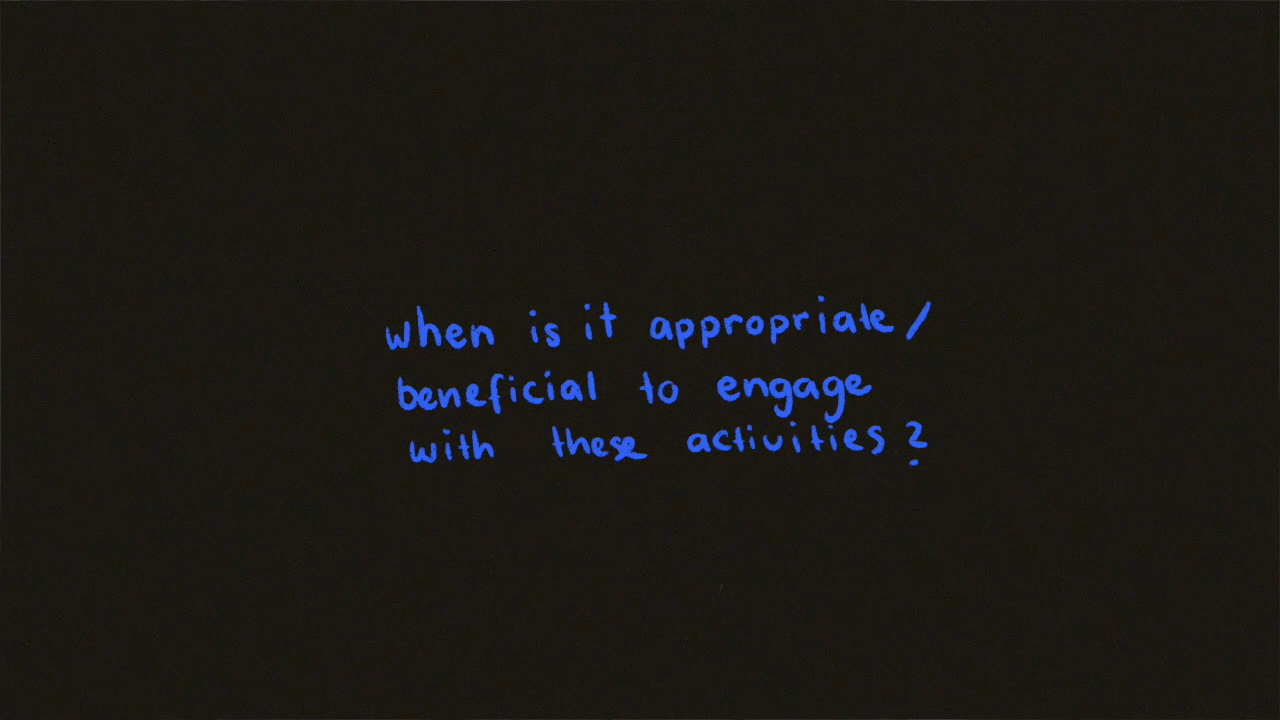 when is it appropriate /
beneficial to engage
with these activities ?